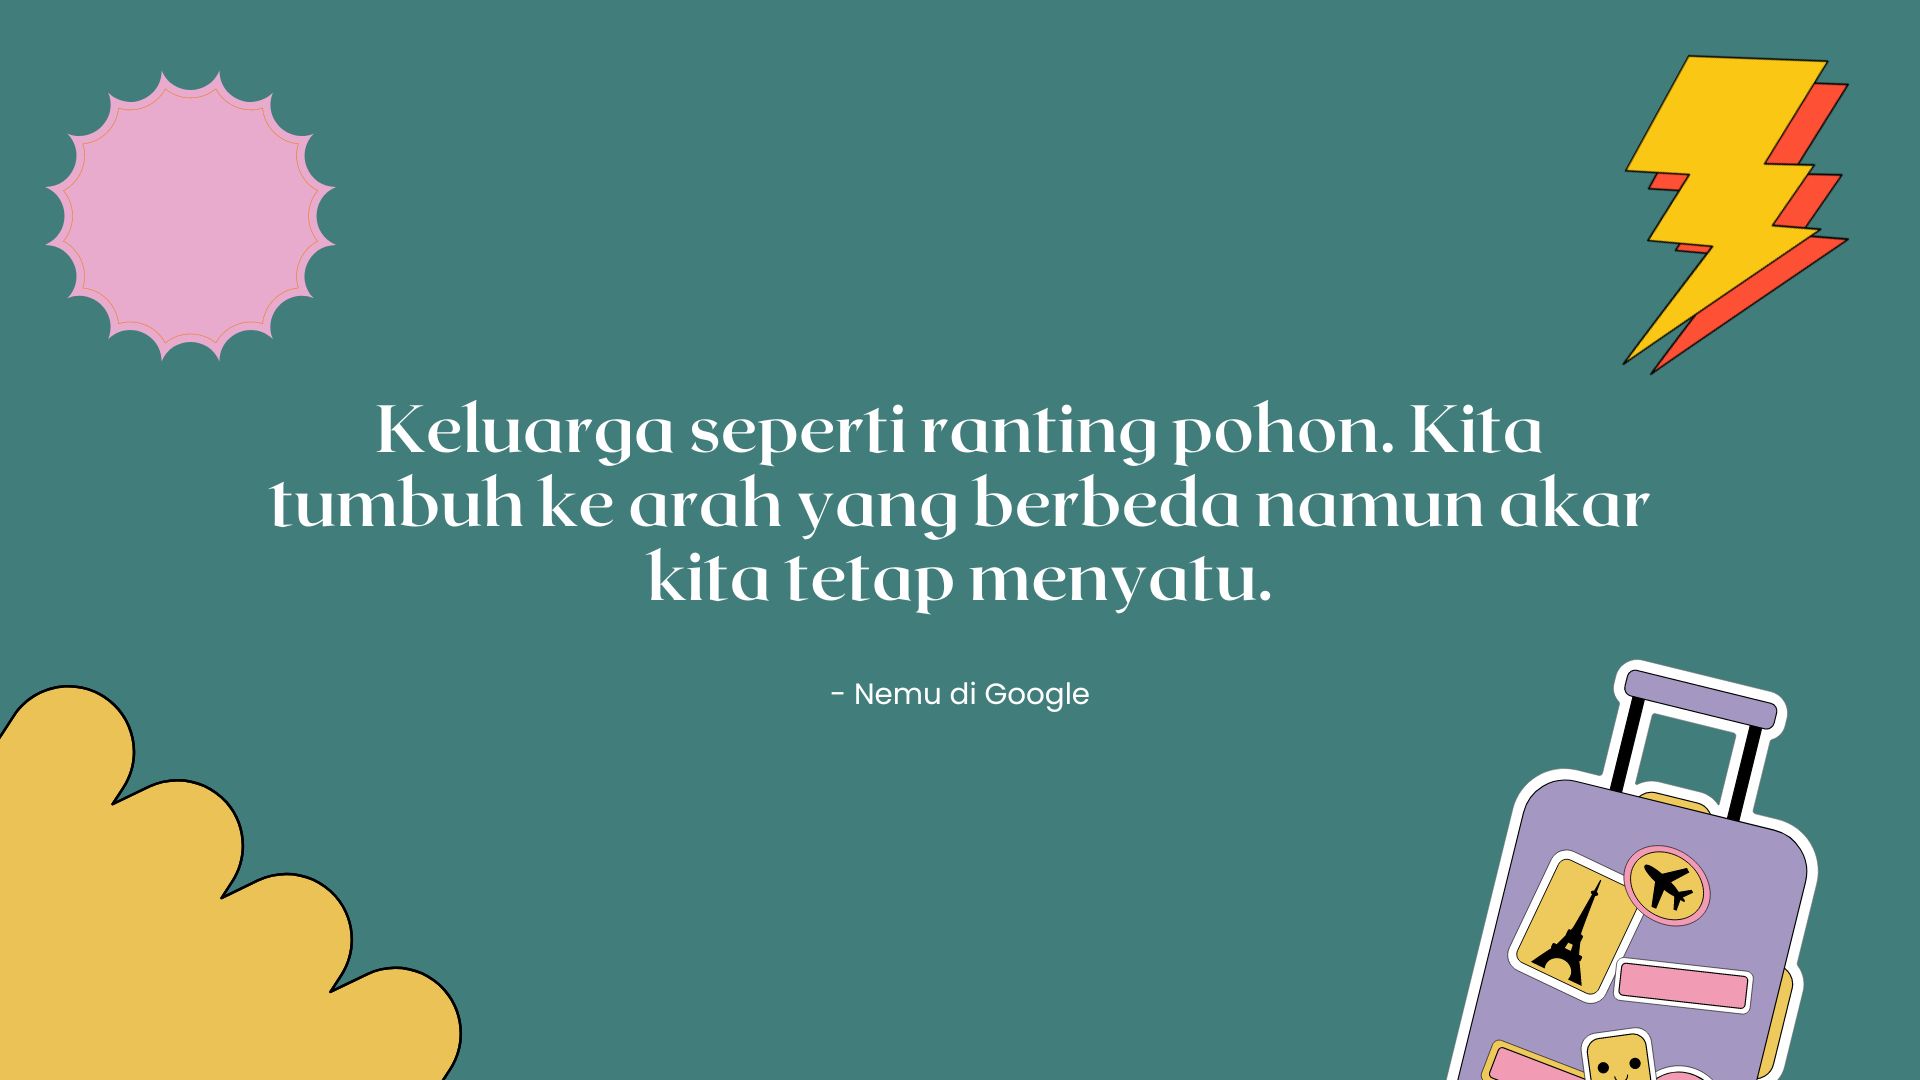 Keluarga seperti ranting pohon. Kita
tumbuh ke arah yang berbeda namun akar
kita tetap menyatu.
- Nemu di Google